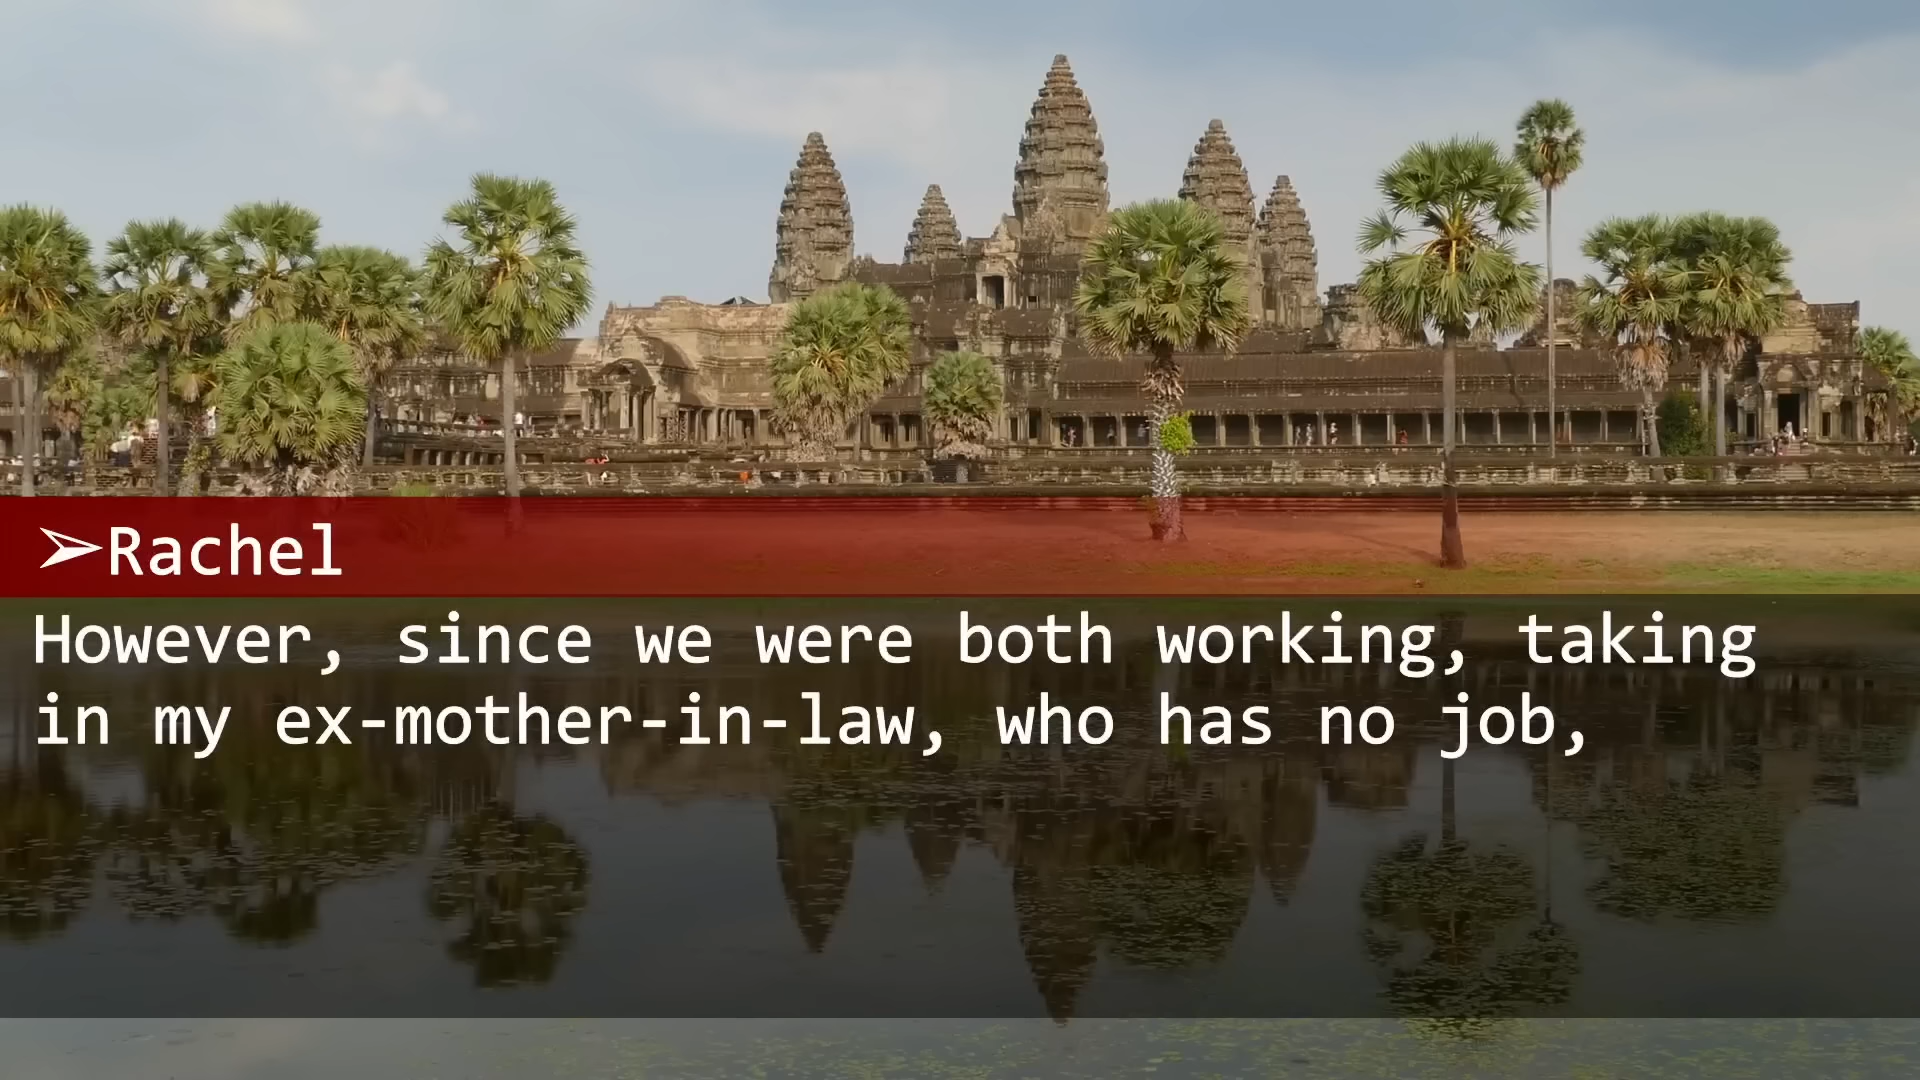 ➢Rachel
However, since we were both working, taking
in my ex-mother-in-law, who has no job,